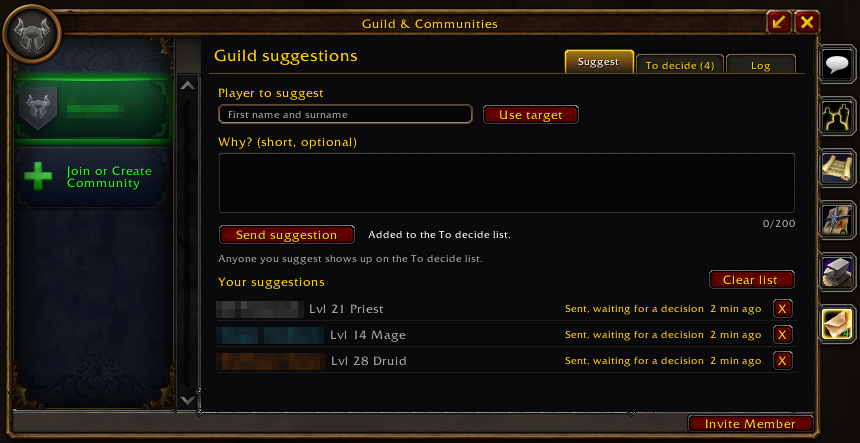 Guild & Communities
Guild suggestions
Suggest
To decide (4)
Log
Player to suggest
First name and surname
Use target
Join or Create
Community
Why? (short, optional)
0/200
Send suggestion
Added to the To decide list.
Anyone you suggest shows up on the To decide list.
Your suggestions
Clear list
Lvl 21 Priest
Sent, waiting for a decision 2 min ago
X
Lvl 14 Mage
Sent, waiting for a decision 2 min ago
X
Lvl 28 Druid
Sent, waiting for a decision 2 min ago
X
Invite Member